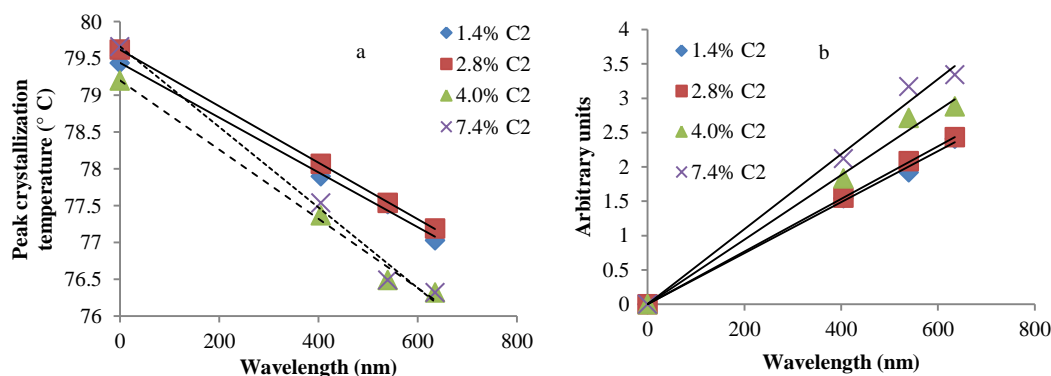 80
79.5
79
78.5
78
77.5
77
76.5
76
0
200
400
600
800
Peak crystallization
temperature (° C)
Wavelength (nm)
a
1.4% C2
2.8% C2
4.0% C2
7.4% C2
4
3.5
3
2.5
2
1.5
1
0.5
0
0
200
400
600
800
Arbitrary units
Wavelength (nm)
b
1.4% C2
2.8% C2
4.0% C2
7.4% C2